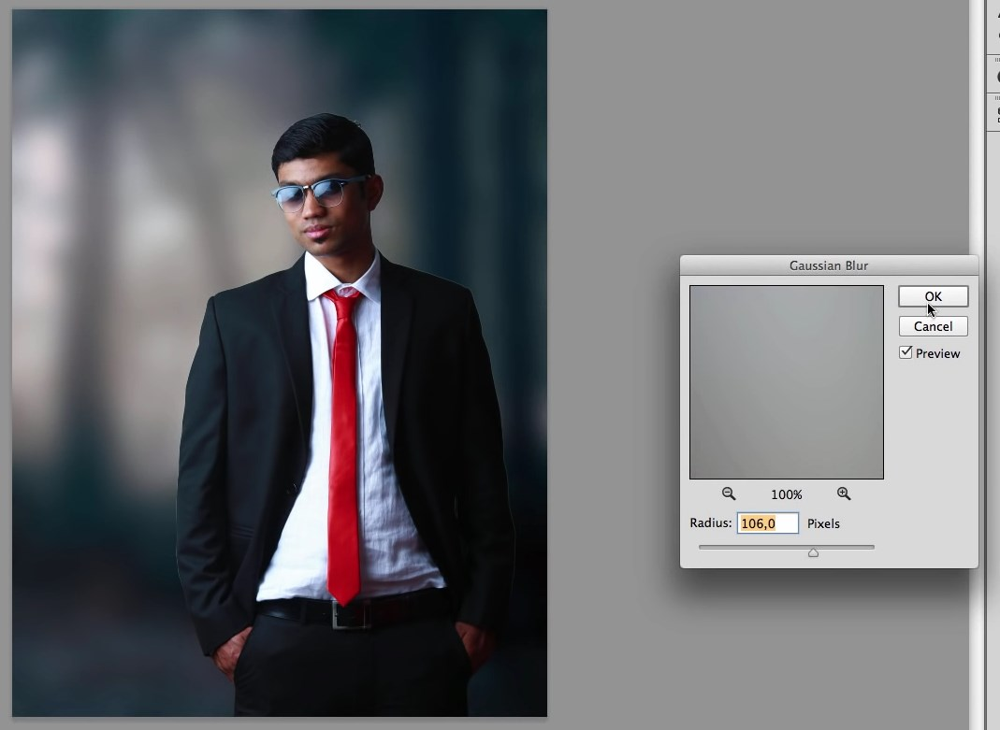 Gaussian Blur
OK
Cancel
Preview
100%
Radius: 106,0 Pixels